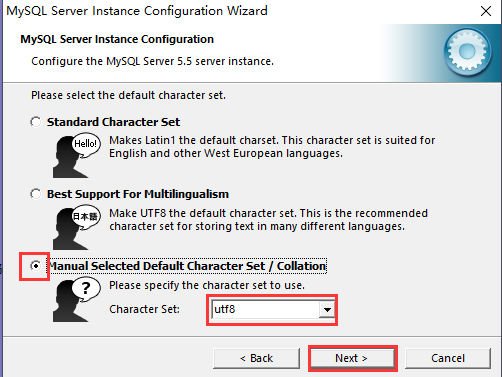 MySQL Server Instance Configuration Wizard
MySQL Server Instance Configuration
Configure the MySQL Server 5.5 server instance.
Please select the default character set.
Standard Character Set
Hello!
Makes Latin1 the default charset. This character set is suited for
English and other West European languages.
Best Support For Multilingualism
日本語
Make UTF8 the default character set. This is the recommended
character set for storing text in many different languages.
Manual Selected Default Character Set / Collation
?
Please specify the character set to use.
Character Set:
utf8
< Back
Next >
Cancel